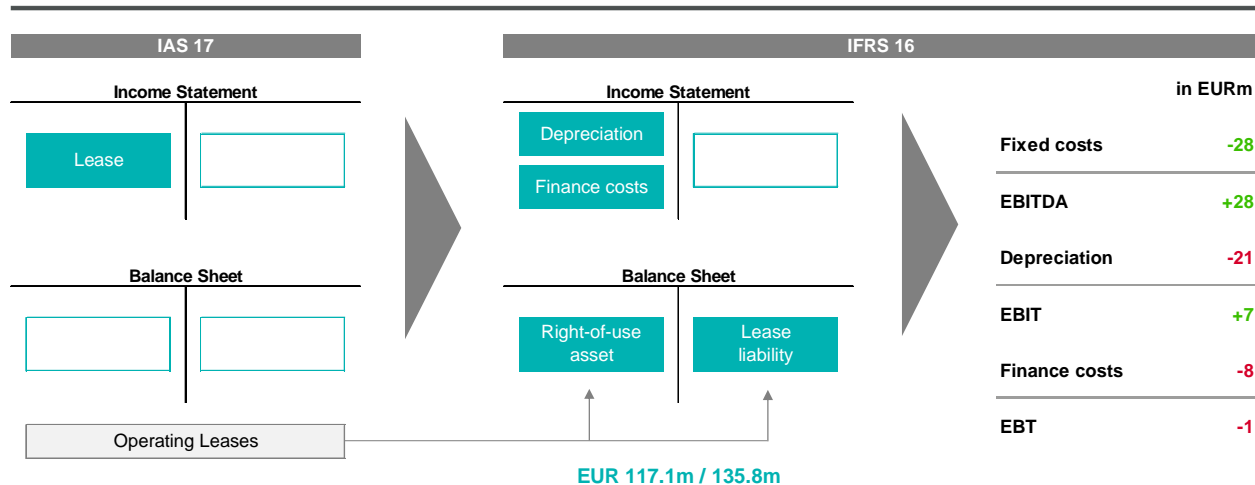 IAS 17
IFRS 16
Income Statement
Lease
Balance Sheet
Operating Leases
Income Statement
Depreciation
Finance costs
Balance Sheet
Right-of-use
asset
Lease
liability
EUR 117.1m / 135.8m
in EURm
Fixed costs -28
EBITDA +28
Depreciation -21
EBIT +7
Finance costs -8
EBT -1